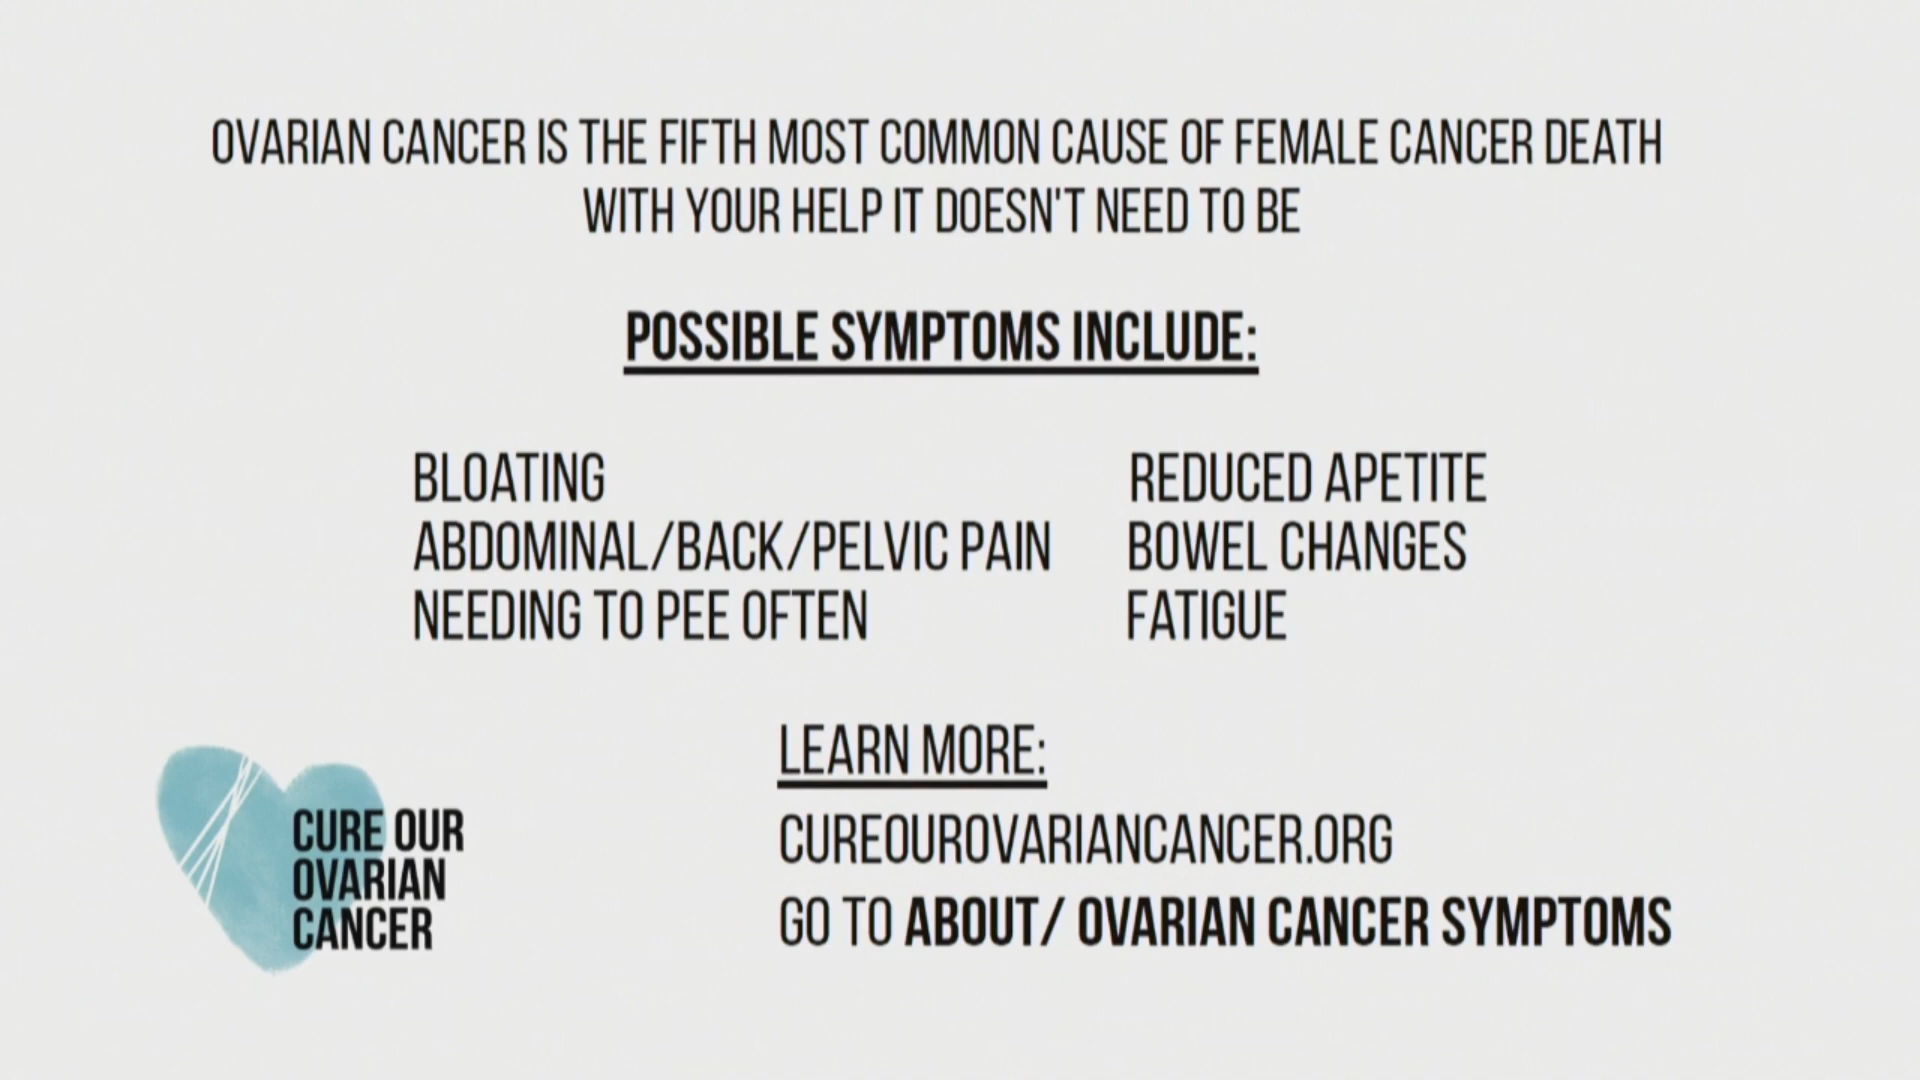 OVARIAN CANCER IS THE FIFTH MOST COMMON CAUSE OF FEMALE CANCER DEATH
WITH YOUR HELP IT DOESN'T NEED TO BE
POSSIBLE SYMPTOMS INCLUDE:
BLOATING
ABDOMINAL/BACK/PELVIC PAIN
NEEDING TO PEE OFTEN
REDUCED APETITE
BOWEL CHANGES
FATIGUE
LEARN MORE:
CUREOUROVARIANCANCER.ORG
GO TO ABOUT/ OVARIAN CANCER SYMPTOMS
CURE OUR
OVARIAN
CANCER